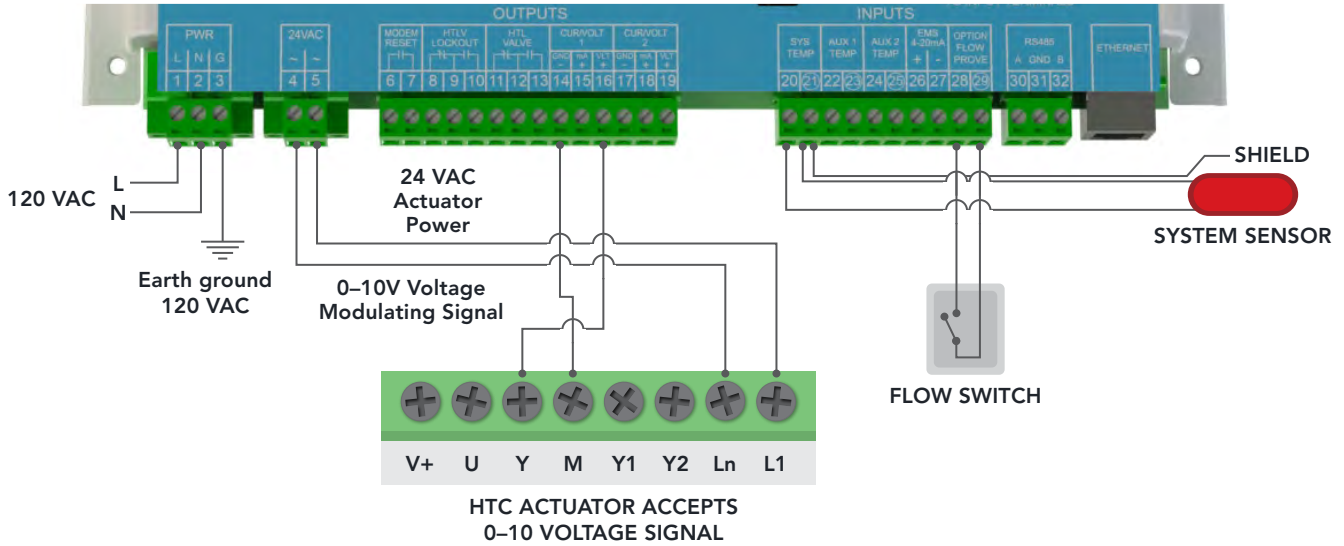 OUTPUTS
INPUTS
PWR
24VAC
MODEM RESET
HTLV LOCKOUT
HTL VALVE
CUR/VOLT 1
CUR/VOLT 2
SYS TEMP
AUX 1 TEMP
AUX 2 TEMP
EMS 4-20mA
OPTION FLOW PROVE
RS485
ETHERNET
L N G
~ ~
GND mA VLT GND mA VLT
- + + - + +
+ -
A GND B
1 2 3
4 5
6 7 8 9 10 11 12 13 14 15 16 17 18 19
20 21 22 23 24 25 26 27 28 29
30 31 32
120 VAC
L
N
Earth ground
120 VAC
24 VAC
Actuator
Power
0–10V Voltage
Modulating Signal
SHIELD
SYSTEM SENSOR
FLOW SWITCH
V+ U Y M Y1 Y2 Ln L1
HTC ACTUATOR ACCEPTS
0–10 VOLTAGE SIGNAL